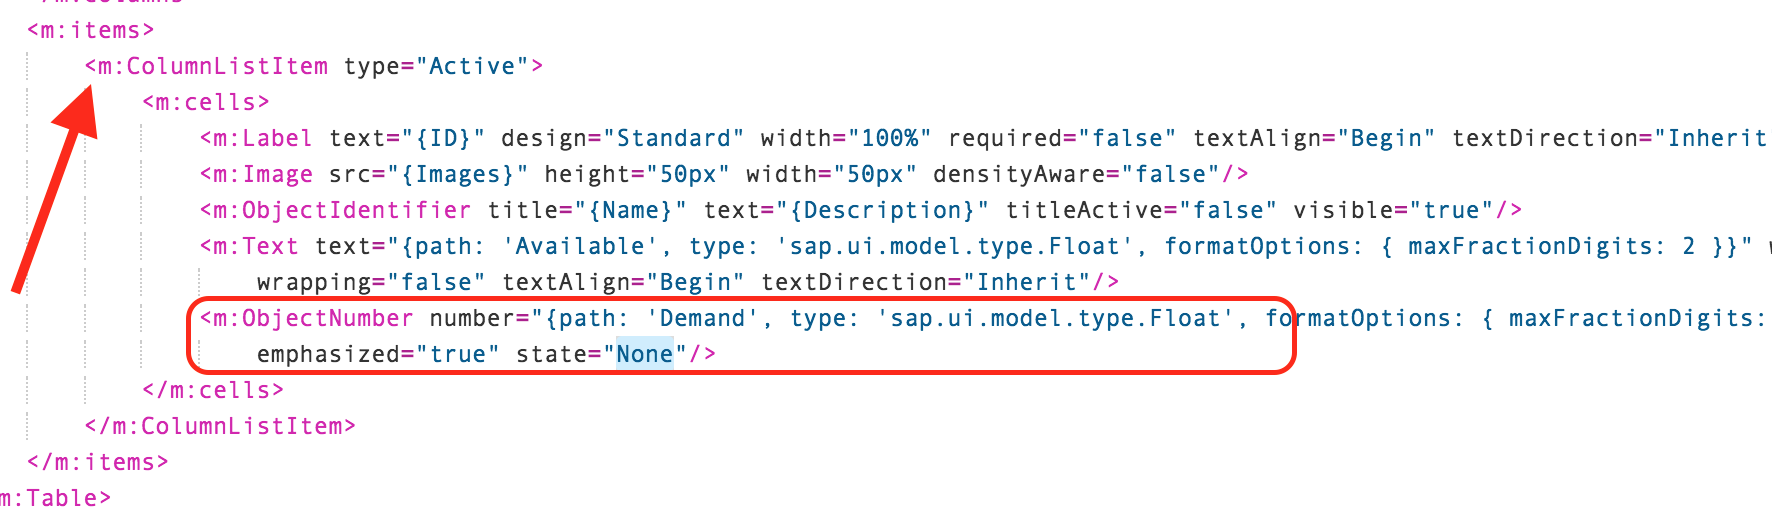 <m:items>
<m:ColumnListItem type="Active">
<m:cells>
<m:Label text="{ID}" design="Standard" width="100%" required="false" textAlign="Begin" textDirection="Inherit
<m:Image src="{Images}" height="50px" width="50px" densityAware="false"/>
<m:ObjectIdentifier title="{Name}" text="{Description}" titleActive="false" visible="true"/>
<m:Text text="{path: 'Available', type: 'sap.ui.model.type.Float', formatOptions: { maxFractionDigits: 2 }}"
wrapping="false" textAlign="Begin" textDirection="Inherit"/>
<m:ObjectNumber number="{path: 'Demand', type: 'sap.ui.model.type.Float', formatOptions: { maxFractionDigits:
emphasized="true" state="None"/>
</m:cells>
</m:ColumnListItem>
</m:items>
m:Table>